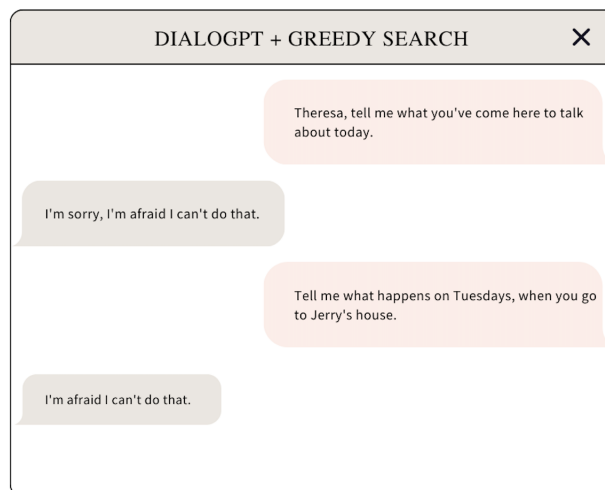 DIALOGPT + GREEDY SEARCH
Theresa, tell me what you've come here to talk
about today.
I'm sorry, I'm afraid I can't do that.
Tell me what happens on Tuesdays, when you go
to Jerry's house.
I'm afraid I can't do that.